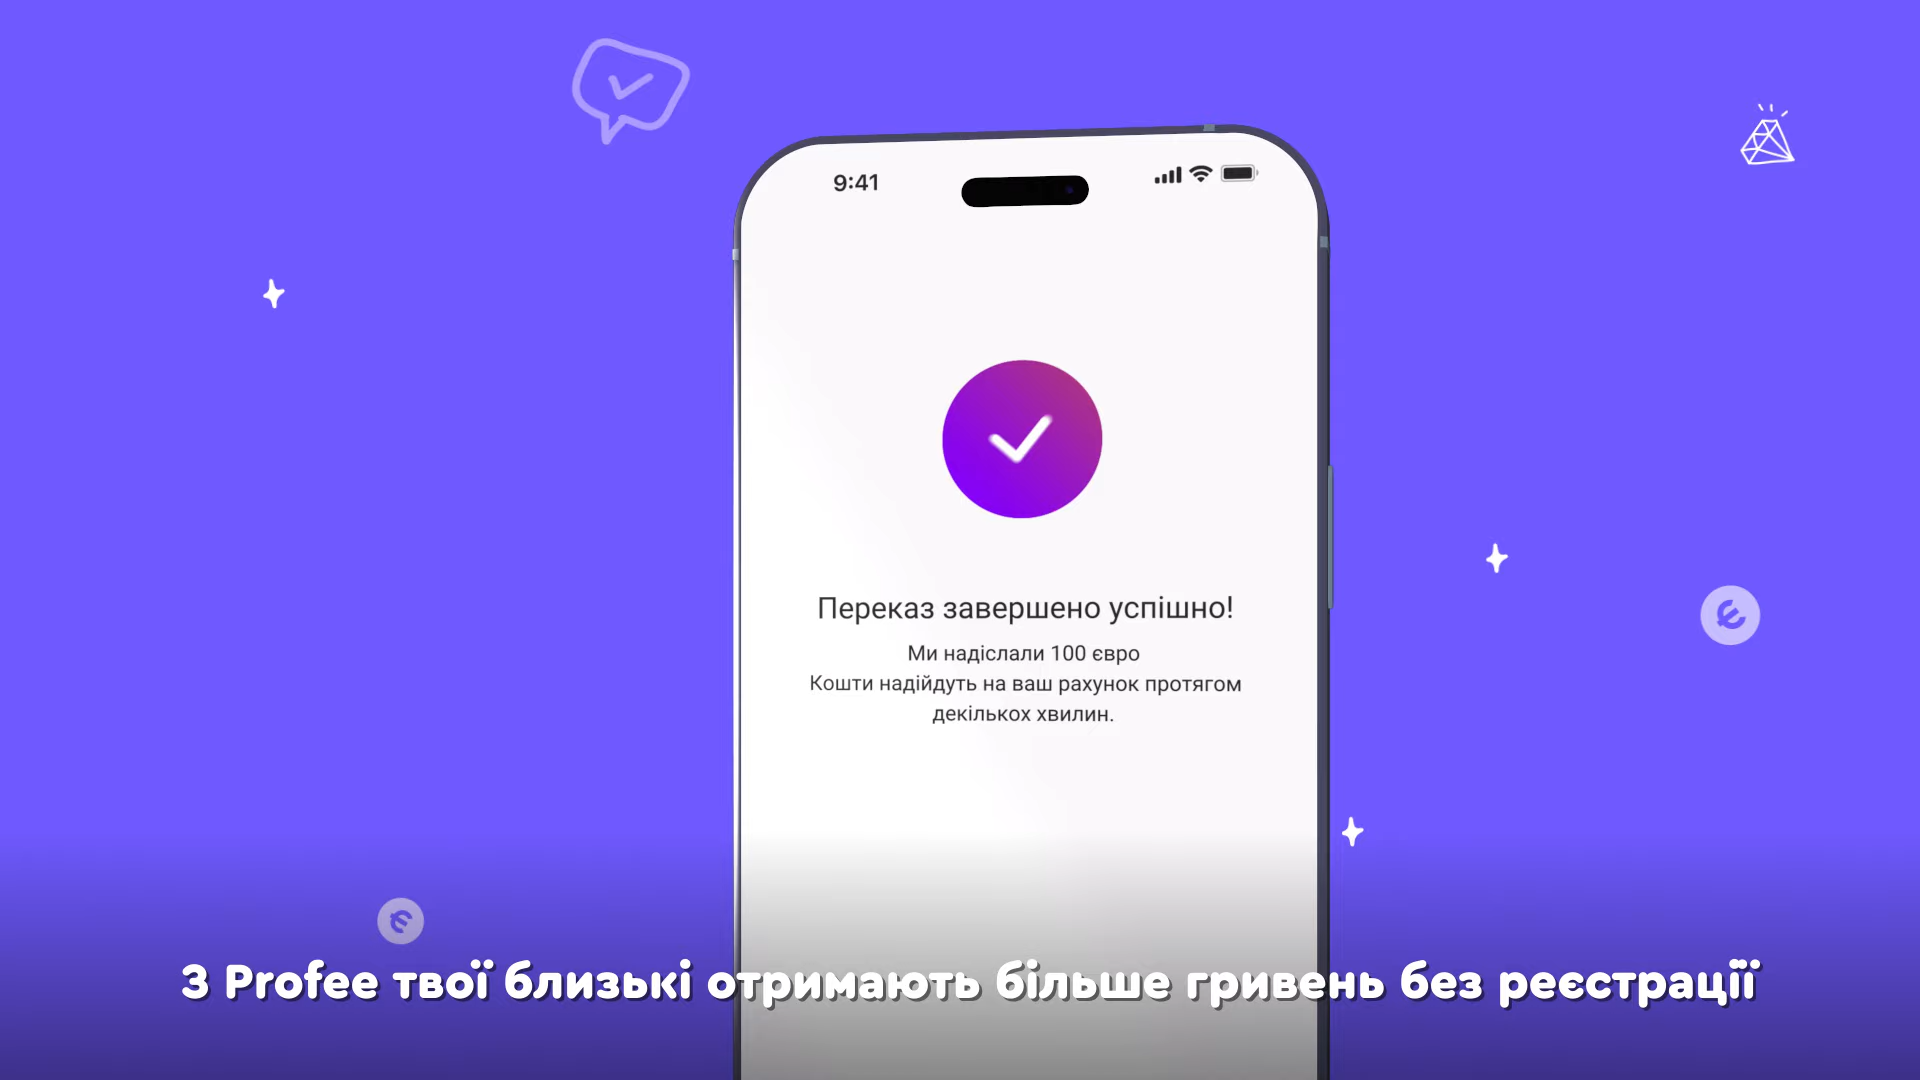 9:41
Переказ завершено успішно!
Ми надіслали 100 євро
Кошти надійдуть на ваш рахунок протягом
декількох хвилин.
З Profee твої близькі отримають більше гривень без реєстрації